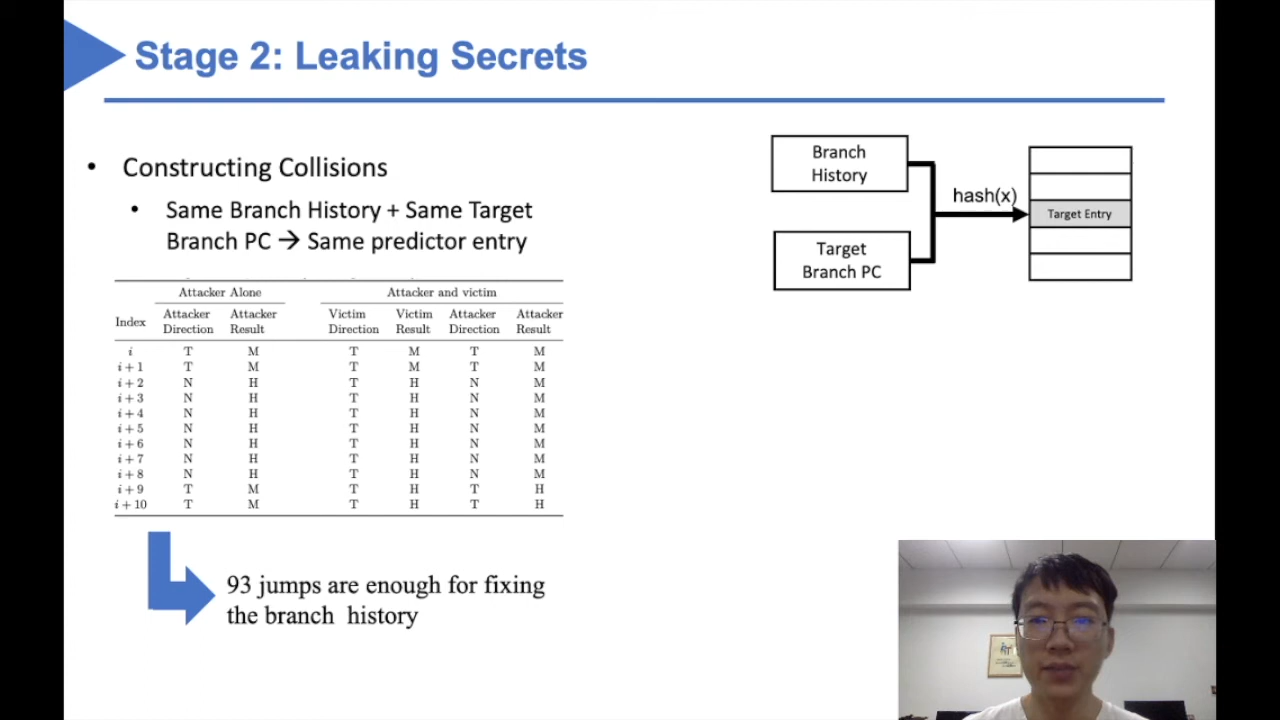 Stage 2: Leaking Secrets
• Constructing Collisions
• Same Branch History + Same Target
Branch PC → Same predictor entry
Branch
History
Target
Branch PC
hash(x)
Target Entry
Attacker Alone Attacker and victim
Index Attacker Direction Attacker Result Victim Direction Victim Result Attacker Direction Attacker Result
i T M T M T M
i + 1 T M T M T M
i + 2 N H T H N M
i + 3 N H T H N M
i + 4 N H T H N M
i + 5 N H T H N M
i + 6 N H T H N M
i + 7 N H T H N M
i + 8 N H T H N M
i + 9 T M T H T H
i + 10 T M T H T H
93 jumps are enough for fixing
the branch history